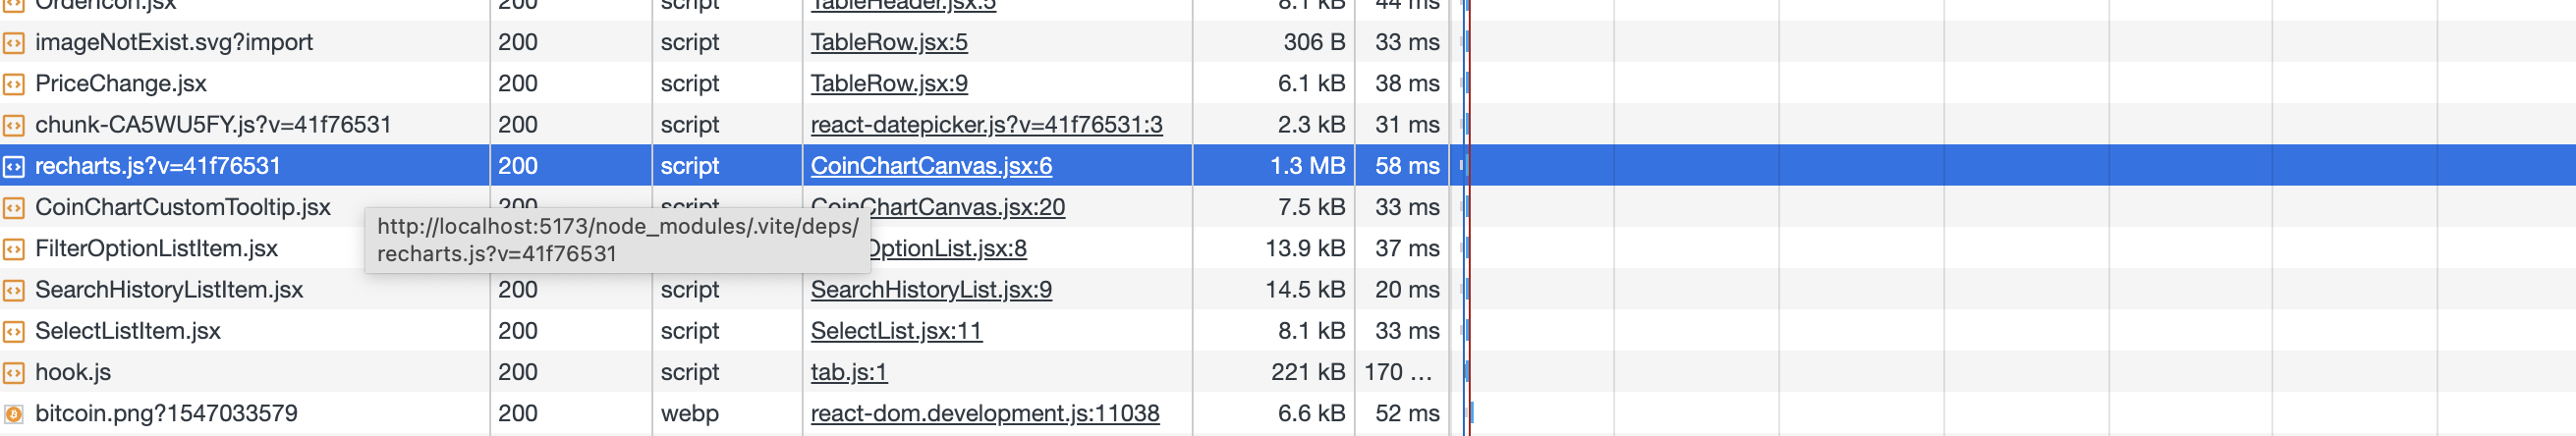 OrderIcon.jsx 200 script TableHeader.jsx:5 8.1 kB 44 ms
imageNotExist.svg?import 200 script TableRow.jsx:5 306 B 33 ms
PriceChange.jsx 200 script TableRow.jsx:9 6.1 kB 38 ms
chunk-CA5WU5FY.js?v=41f76531 200 script react-datepicker.js?v=41f76531:3 2.3 kB 31 ms
recharts.js?v=41f76531 200 script CoinChartCanvas.jsx:6 1.3 MB 58 ms
CoinChartCustomTooltip.jsx 200 script CoinChartCanvas.jsx:20 7.5 kB 33 ms
http://localhost:5173/node_modules/.vite/deps/
recharts.js?v=41f76531
FilterOptionListItem.jsx OptionList.jsx:8 13.9 kB 37 ms
SearchHistoryListItem.jsx 200 script SearchHistoryList.jsx:9 14.5 kB 20 ms
SelectListItem.jsx 200 script SelectList.jsx:11 8.1 kB 33 ms
hook.js 200 script tab.js:1 221 kB 170 ...
bitcoin.png?1547033579 200 webp react-dom.development.js:11038 6.6 kB 52 ms